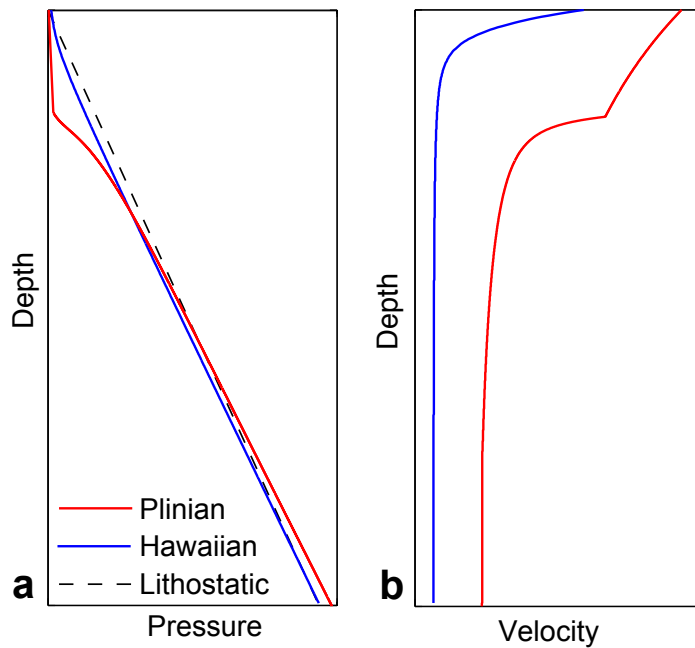 Depth
Plinian
Hawaiian
Lithostatic
a
Pressure
Depth
b
Velocity